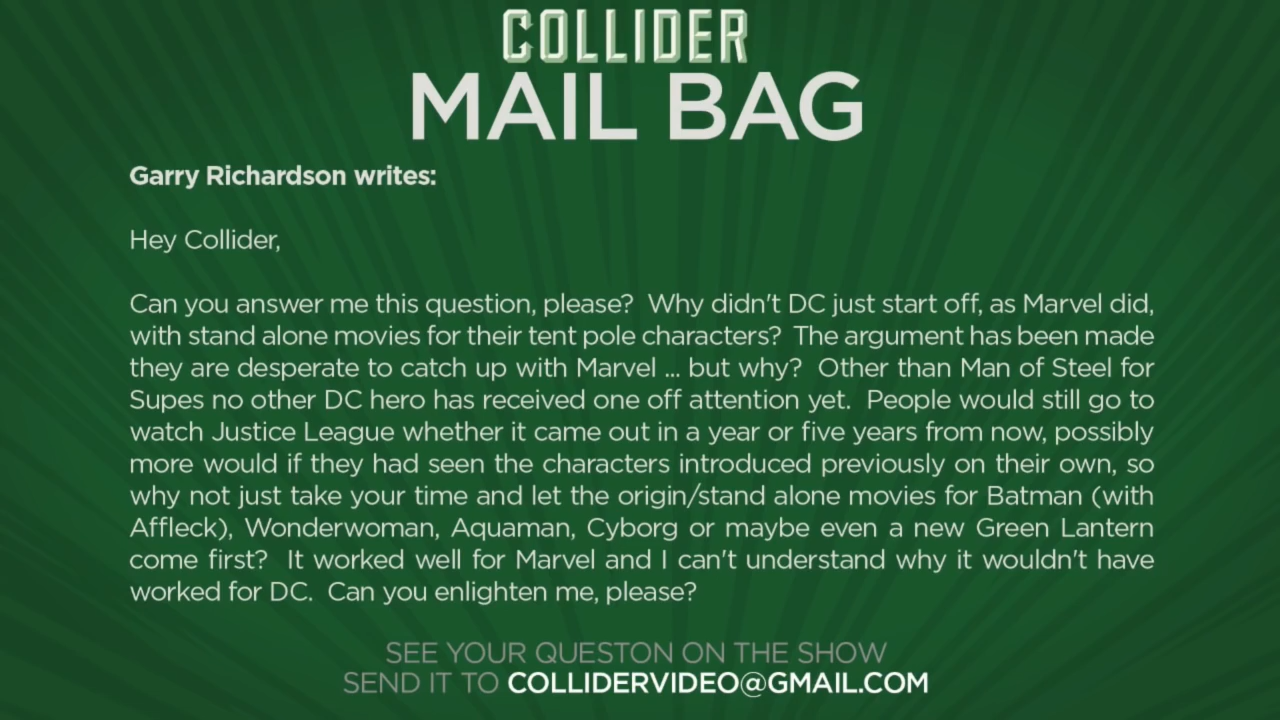 COLLIDER
MAIL BAG
Garry Richardson writes:
Hey Collider,
Can you answer me this question, please?  Why didn't DC just start off, as Marvel did,
with stand alone movies for their tent pole characters?  The argument has been made
they are desperate to catch up with Marvel ... but why?  Other than Man of Steel for
Supes no other DC hero has received one off attention yet.  People would still go to
watch Justice League whether it came out in a year or five years from now, possibly
more would if they had seen the characters introduced previously on their own, so
why not just take your time and let the origin/stand alone movies for Batman (with
Affleck), Wonderwoman, Aquaman, Cyborg or maybe even a new Green Lantern
come first?  It worked well for Marvel and I can't understand why it wouldn't have
worked for DC.  Can you enlighten me, please?
SEE YOUR QUESTON ON THE SHOW
SEND IT TO COLLIDERVIDEO@GMAIL.COM